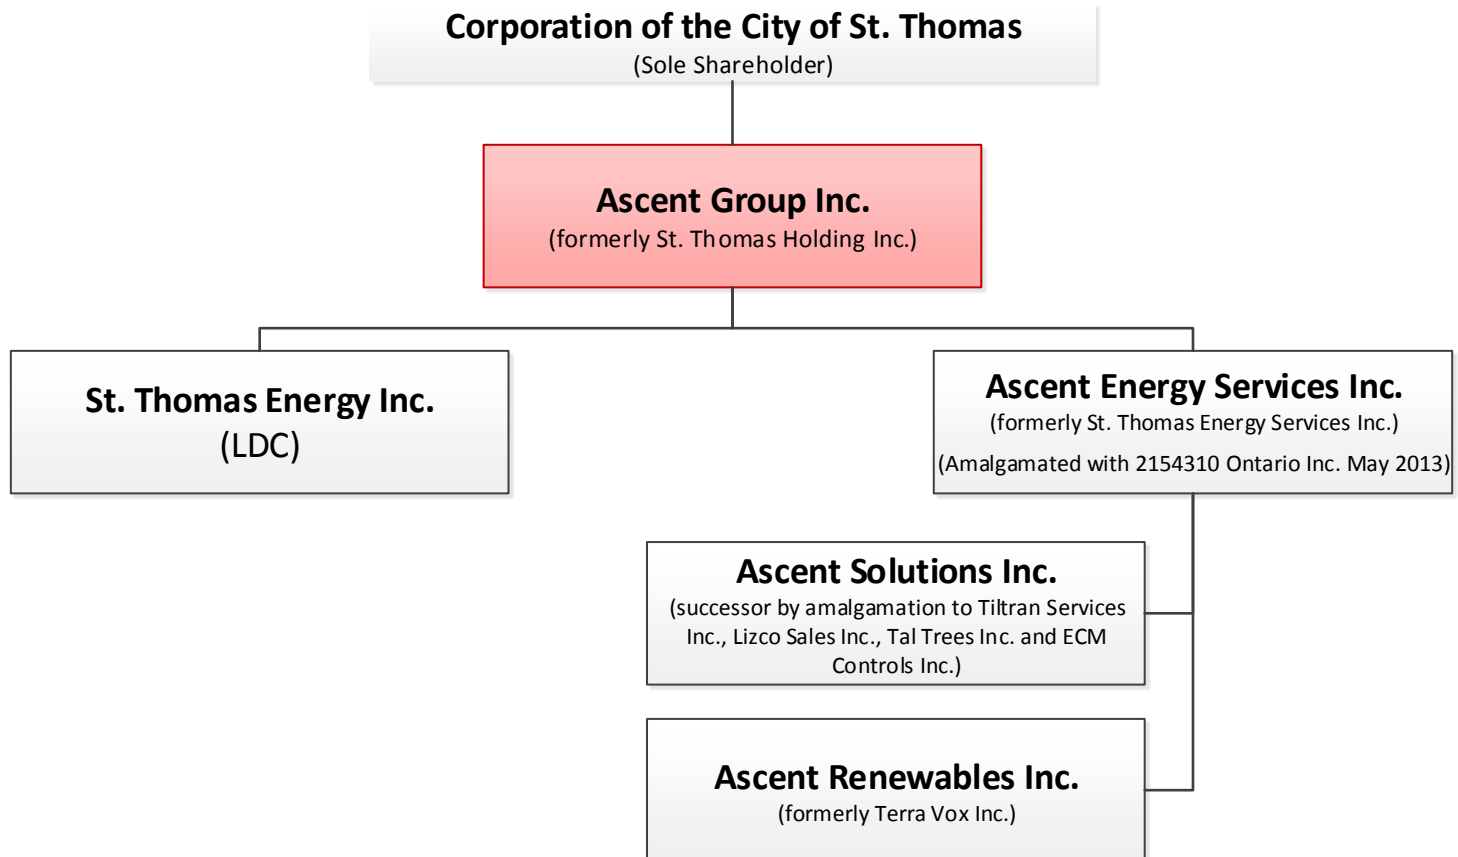 Corporation of the City of St. Thomas
(Sole Shareholder)
Ascent Group Inc.
(formerly St. Thomas Holding Inc.)
St. Thomas Energy Inc.
(LDC)
Ascent Energy Services Inc.
(formerly St. Thomas Energy Services Inc.)
(Amalgamated with 2154310 Ontario Inc. May 2013)
Ascent Solutions Inc.
(successor by amalgamation to Tiltran Services
Inc., Lizco Sales Inc., Tal Trees Inc. and ECM
Controls Inc.)
Ascent Renewables Inc.
(formerly Terra Vox Inc.)